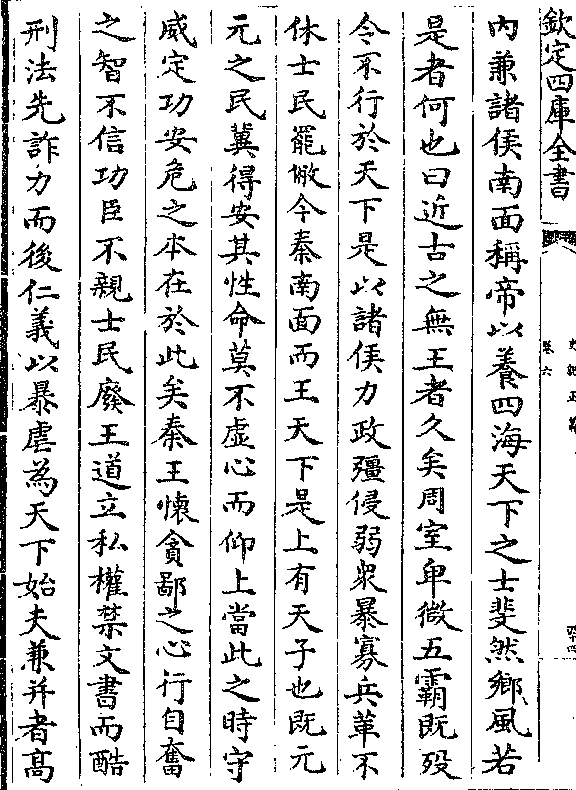 欽定四庫全書
卷六
內兼諸侯南面稱帝以養四海天下之士斐然鄉風若
是者何也曰近古之無王者久矣周室卑微五霸既歿
令不行於天下是以諸侯力政彊侵弱衆暴寡兵革不
休士民罷敝今秦南面而王天下是上有天子也既元
元之民冀得安其性命莫不虛心而仰上當此之時守
威定功安危之本在於此矣秦王懷貪鄙之心行自奮
之智不信功臣不親士民廢王道立私權禁文書而酷
刑法先詐力而後仁義以暴虐為天下始夫兼并者高